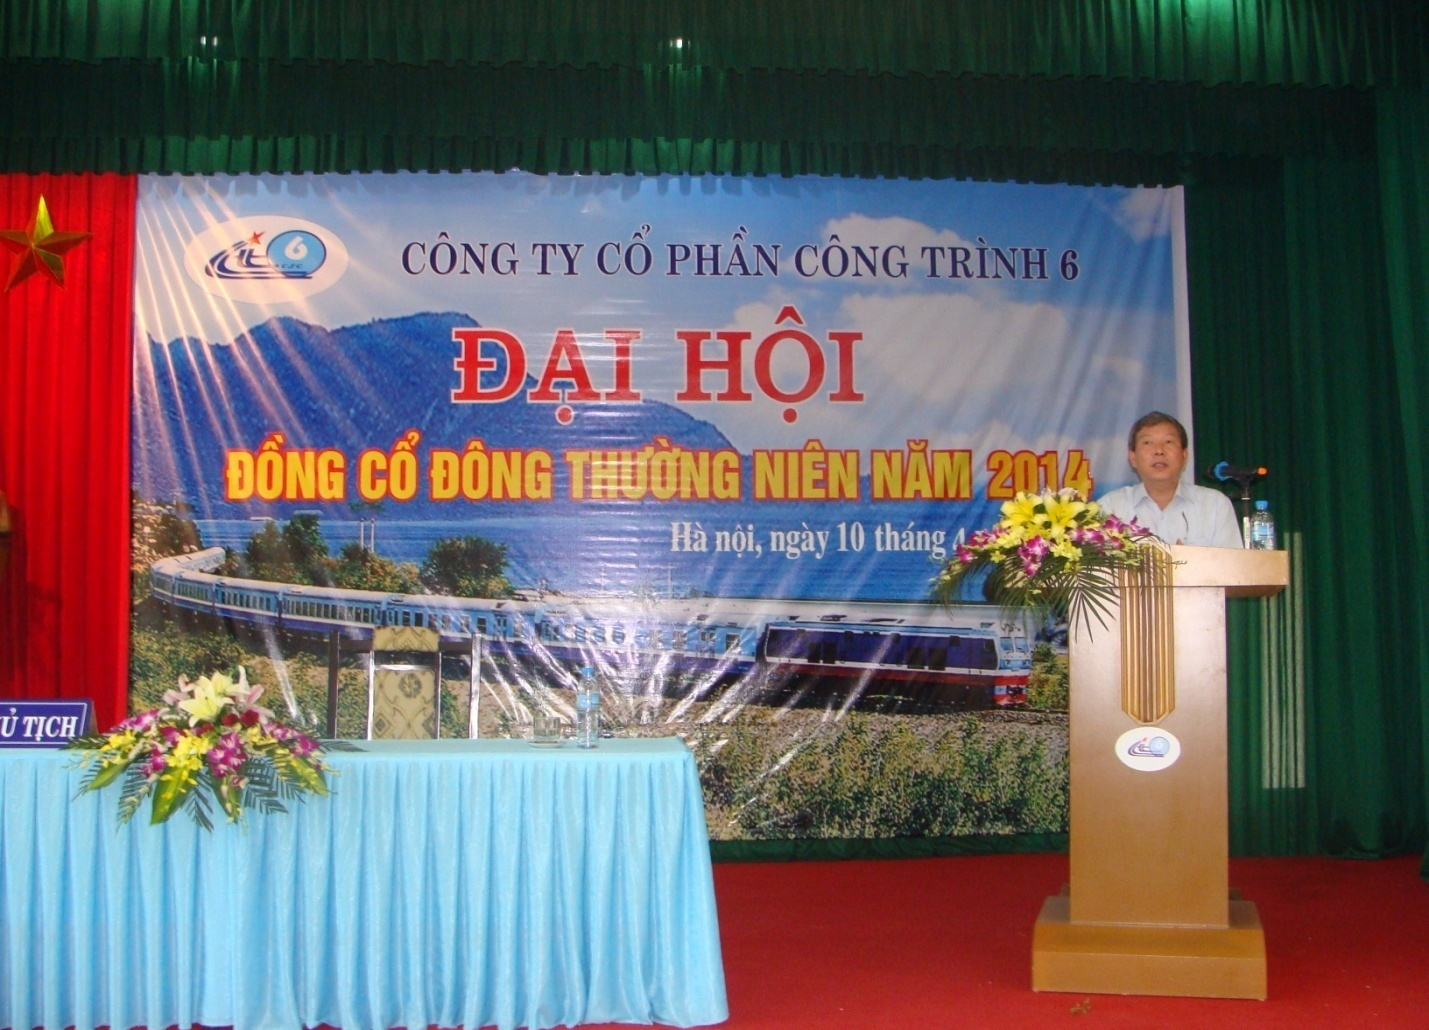 6
CÔNG TY CỔ PHẦN CÔNG TRÌNH 6
ĐẠI HỘI
ĐỒNG CỔ ĐÔNG THƯỜNG NIÊN NĂM 2014
Hà nội, ngày 10 tháng 4
TỊCH